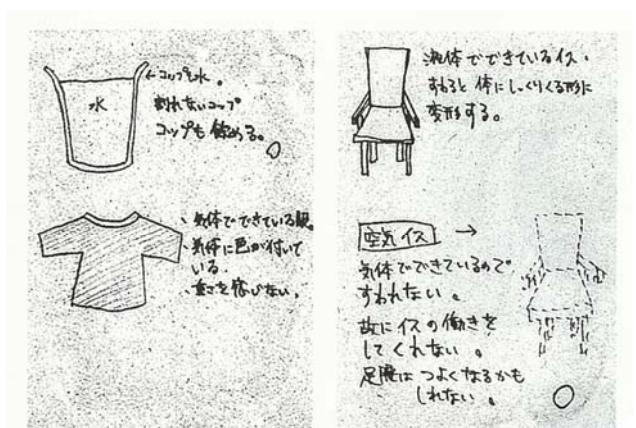 ←コップも水。
水
割れないコップ
コップも飲める。
・気体でできている服。
・気体に色が付いて
いる.
・重さを感じない.
液体でできているイス.
すわると体にしっくりくる形に
変形する。
空気イス →
気体でできているので
すわれない。
故にイスの働きを
してくれない。
足腰はつよくなるかも
しれない。